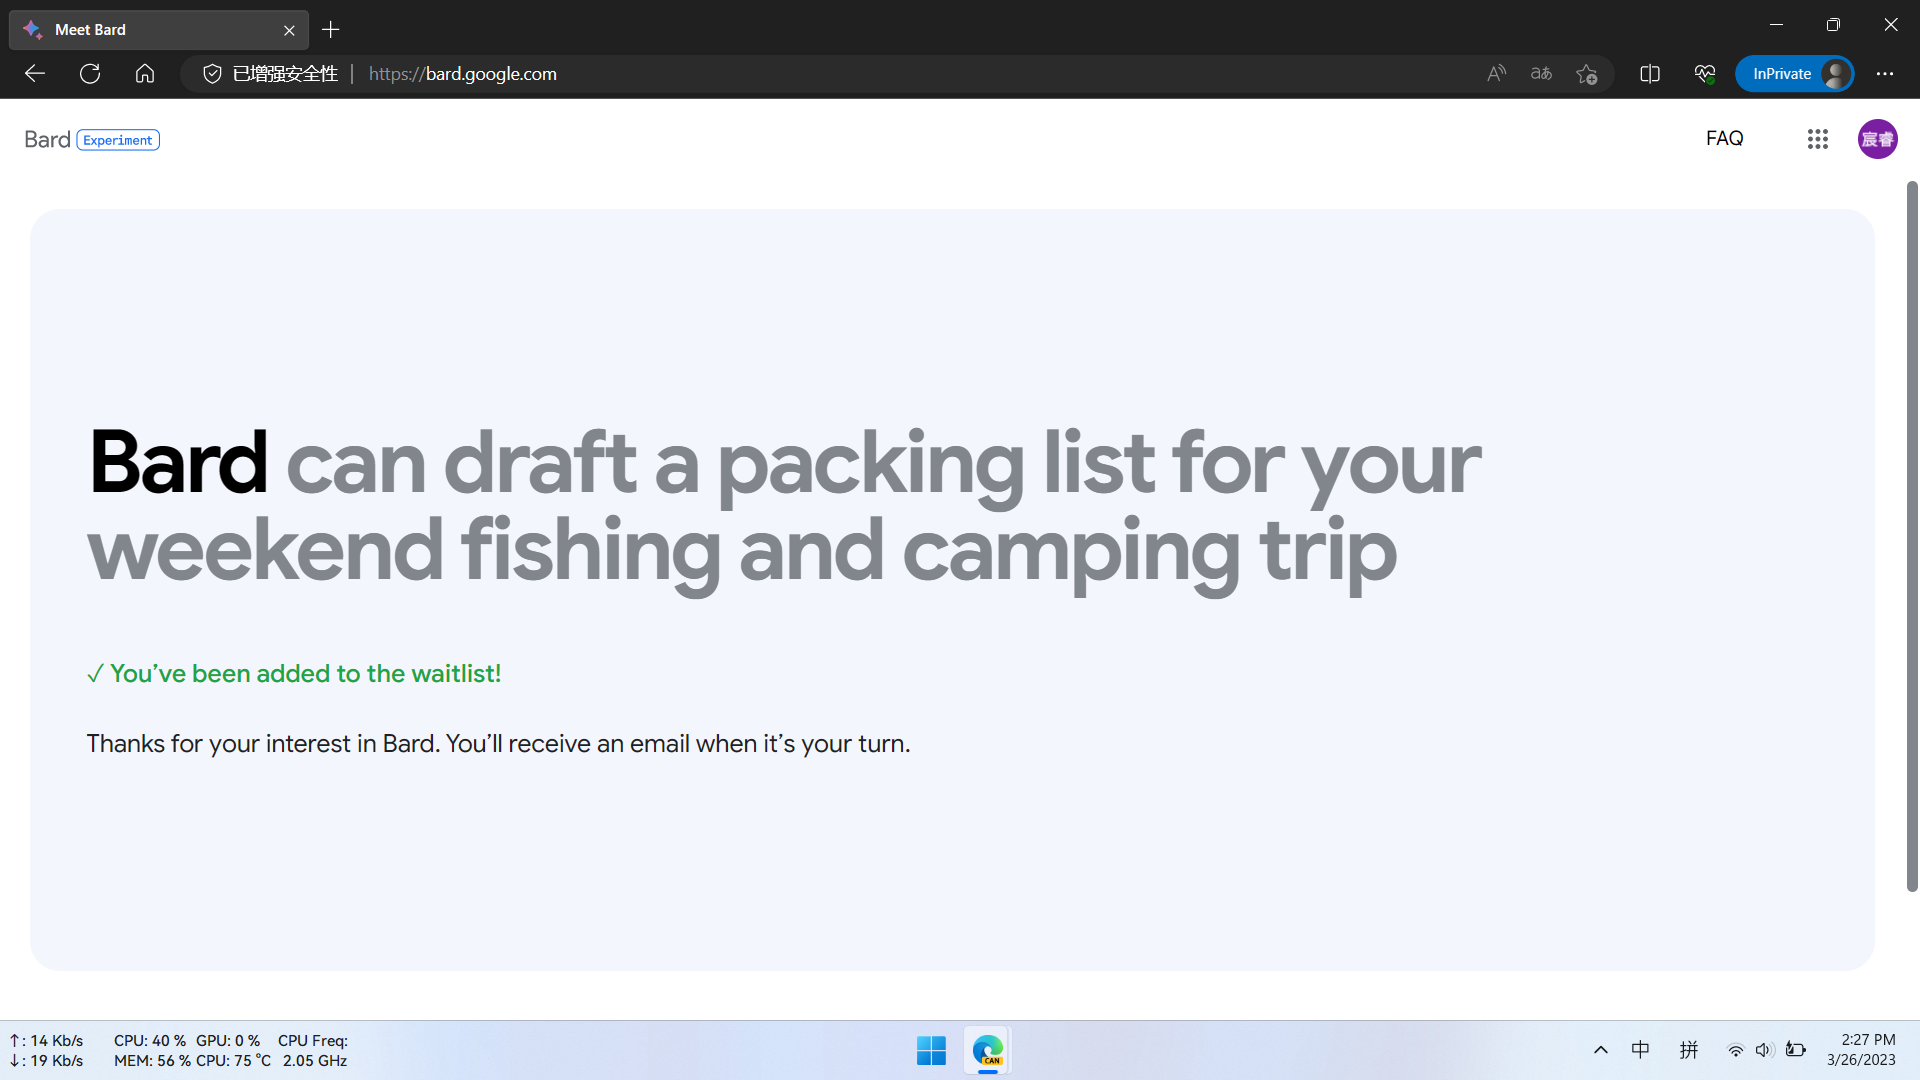 Meet Bard
已增强安全性 | https://bard.google.com
aあ
InPrivate
Bard Experiment
FAQ
宸睿
Bard can draft a packing list for your
weekend fishing and camping trip
✓ You’ve been added to the waitlist!
Thanks for your interest in Bard. You’ll receive an email when it’s your turn.
↑: 14 Kb/s CPU: 40 % GPU: 0 % CPU Freq:
↓: 19 Kb/s MEM: 56 % CPU: 75 °C 2.05 GHz
CAN
中 拼
2:27 PM
3/26/2023